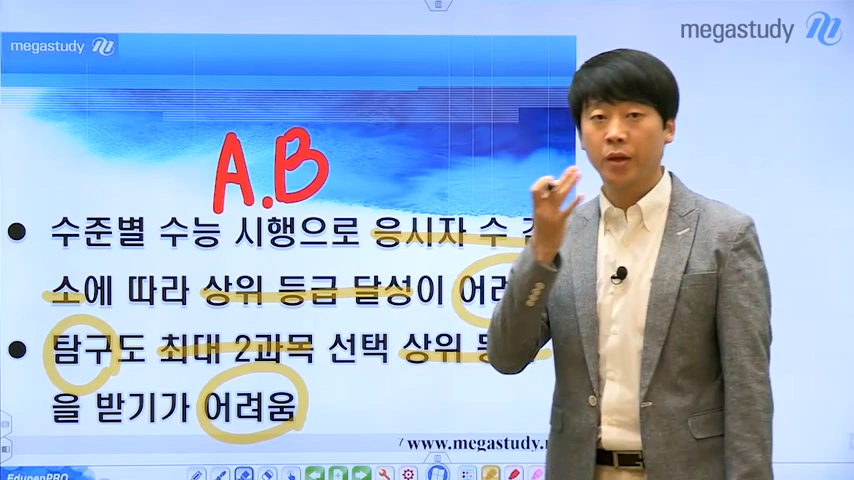 megastudy
megastudy
A.B
수준별 수능 시행으로 응시자 수
소에 따라 상위 등급 달성이
탐구도 최대 2과목 선택 상위
을 받기가 어려움
7 www.megastudy.
EdupenPRO